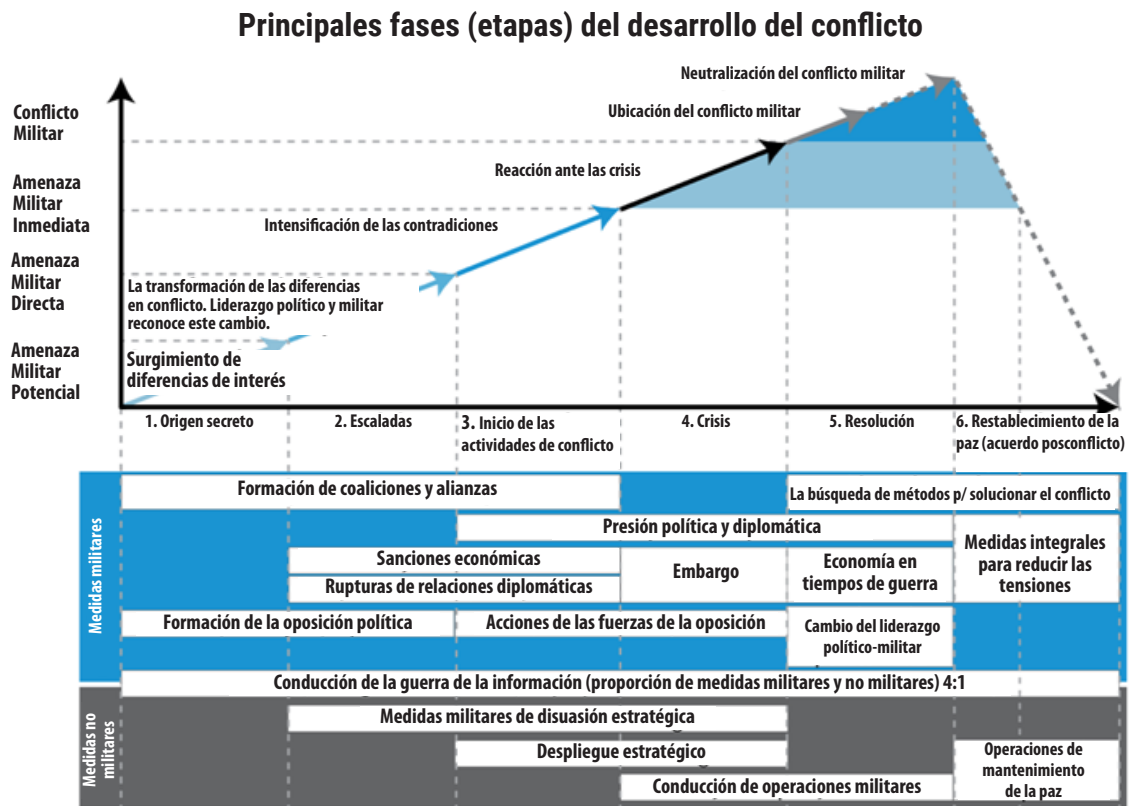 Principales fases (etapas) del desarrollo del conflicto
Neutralización del conflicto militar
Ubicación del conflicto militar
Conflicto
Militar
Reacción ante las crisis
Amenaza
Militar
Inmediata
Intensificación de las contradiciones
Amenaza
Militar
Directa
La transformación de las diferencias
en conflicto. Liderazgo político y militar
reconoce este cambio.
Amenaza
Militar
Potencial
Surgimiento de
diferencias de interés
1. Origen secreto
2. Escaladas
3. Inicio de las
actividades de conflicto
4. Crisis
5. Resolución
6. Restablecimiento de la
paz (acuerdo posconflicto)
Medidas militares
Formación de coaliciones y alianzas
La búsqueda de métodos p/ solucionar el conflicto
Presión política y diplomática
Medidas integrales
para reducir las
tensiones
Sanciones económicas
Rupturas de relaciones diplomáticas
Embargo
Economía en
tiempos de guerra
Formación de la oposición política
Acciones de las fuerzas de la oposición
Cambio del liderazgo
político-militar
Conducción de la guerra de la información (proporción de medidas militares y no militares) 4:1
Medidas no
militares
Medidas militares de disuasión estratégica
Despliegue estratégico
Conducción de operaciones militares
Operaciones de
mantenimiento
de la paz